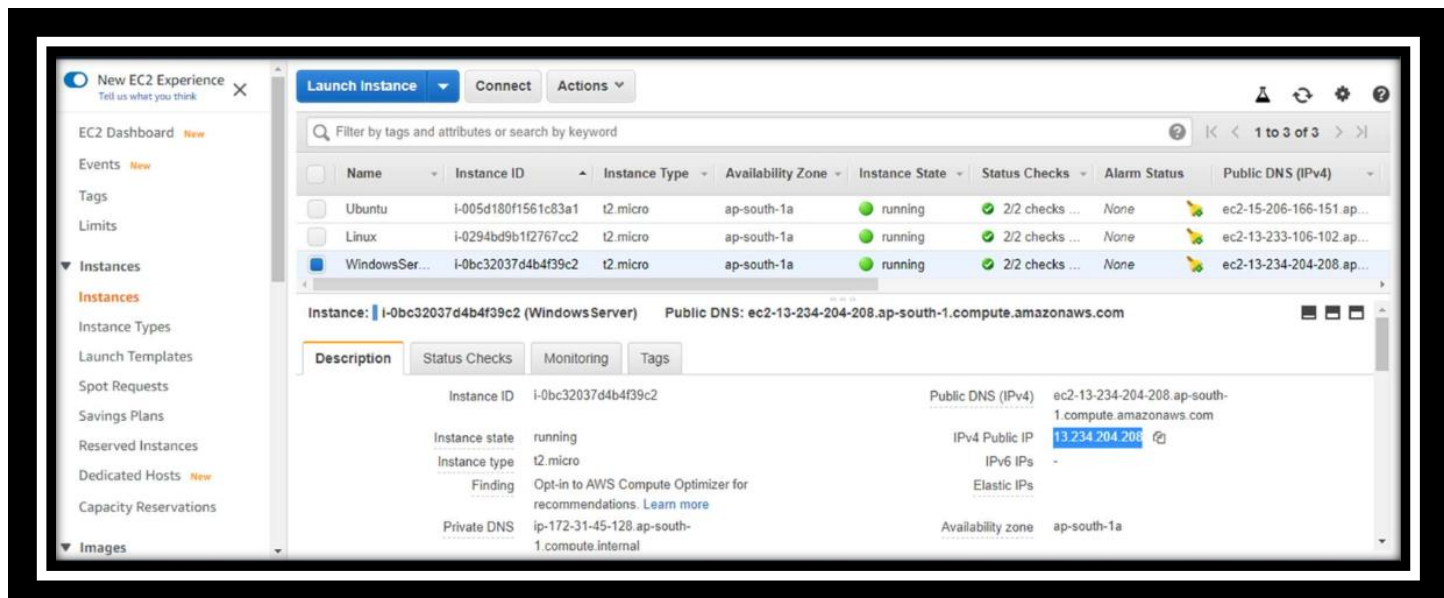 New EC2 Experience
Tell us what you think
EC2 Dashboard New
Events New
Tags
Limits
Instances
Instances
Instance Types
Launch Templates
Spot Requests
Savings Plans
Reserved Instances
Dedicated Hosts New
Capacity Reservations
Images
Launch Instance Connect Actions
Filter by tags and attributes or search by keyword 1 to 3 of 3
Name Instance ID Instance Type Availability Zone Instance State Status Checks Alarm Status Public DNS (IPv4)
Ubuntu i-005d180f1561c83a1 t2.micro ap-south-1a running 2/2 checks ... None ec2-15-206-166-151.ap...
Linux i-0294bd9b1f2767cc2 t2.micro ap-south-1a running 2/2 checks ... None ec2-13-233-106-102.ap...
WindowsSer... i-0bc32037d4b4f39c2 t2.micro ap-south-1a running 2/2 checks ... None ec2-13-234-204-208.ap...
Instance: i-0bc32037d4b4f39c2 (WindowsServer) Public DNS: ec2-13-234-204-208.ap-south-1.compute.amazonaws.com
Description Status Checks Monitoring Tags
Instance ID i-0bc32037d4b4f39c2 Public DNS (IPv4) ec2-13-234-204-208.ap-south-
1.compute.amazonaws.com
Instance state running IPv4 Public IP 13.234.204.208
Instance type t2.micro IPv6 IPs -
Finding Opt-in to AWS Compute Optimizer for Elastic IPs
recommendations. Learn more
Private DNS ip-172-31-45-128.ap-south- Availability zone ap-south-1a
1.compute.internal